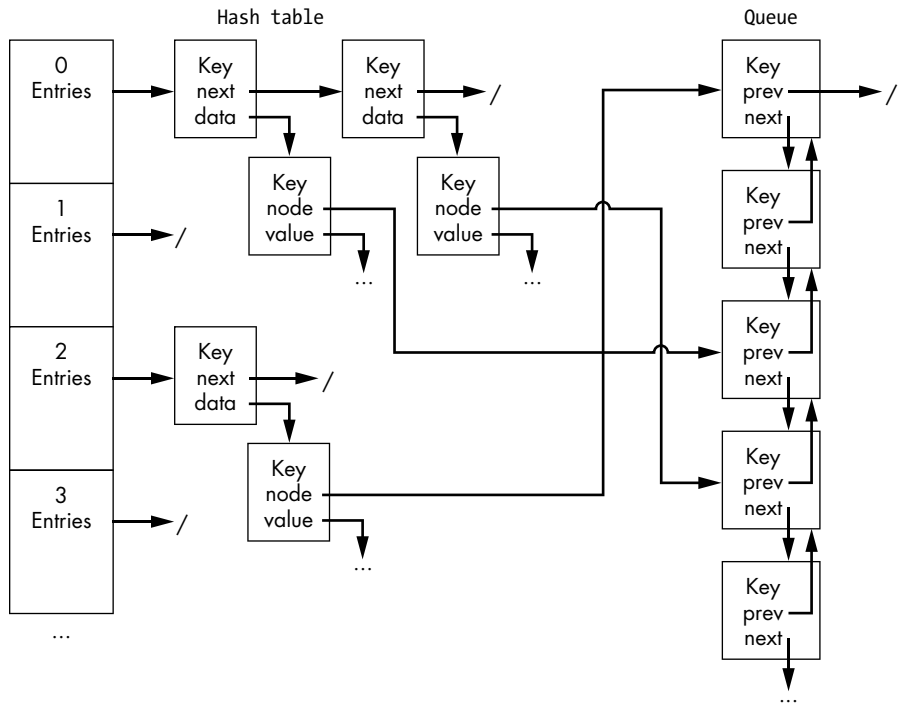 Hash table
0
Entries
Key
next
data
Key
next
data
/
Key
node
value
...
Key
node
value
...
1
Entries
/
2
Entries
Key
next
data
/
Key
node
value
...
3
Entries
/
...
Queue
Key
prev
next
/
Key
prev
next
Key
prev
next
Key
prev
next
Key
prev
next
...